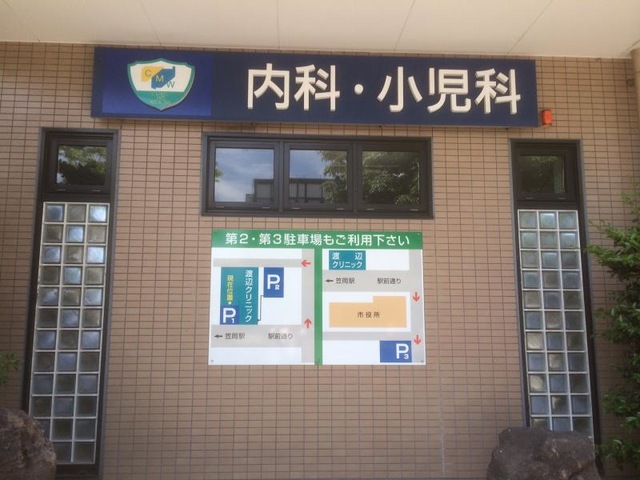 CMW
内科・小児科
第2・第3駐車場もご利用下さい
現在位置
P1
渡辺クリニック
P2
←笠岡駅 駅前通り
渡辺
クリニック
←笠岡駅 駅前通り
市役所
P3